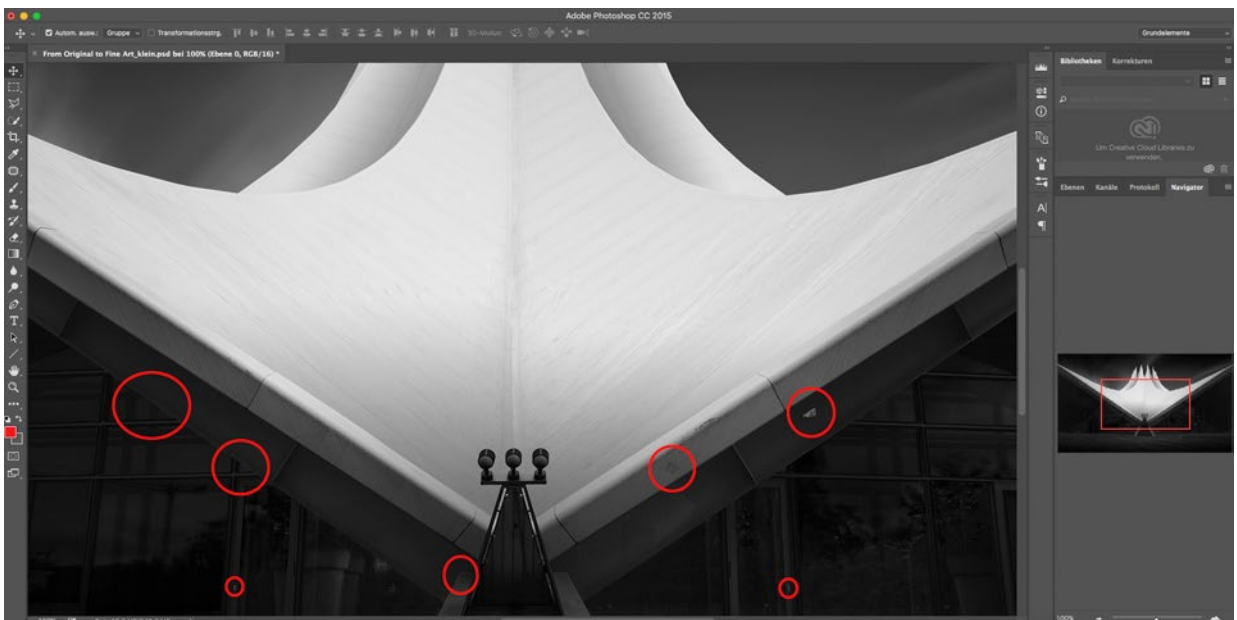 Adobe Photoshop CC 2015
Autom. ausw.: Gruppe Transformationsstrg. 3D-Modus:
Grundelemente
× From Original to Fine Art_klein.psd bei 100% (Ebene 0, RGB/16) *
Bibliotheken Korrekturen
Um Creative Cloud Libraries zu
verwenden,
Ebenen Kanäle Protokoll Navigator
100%